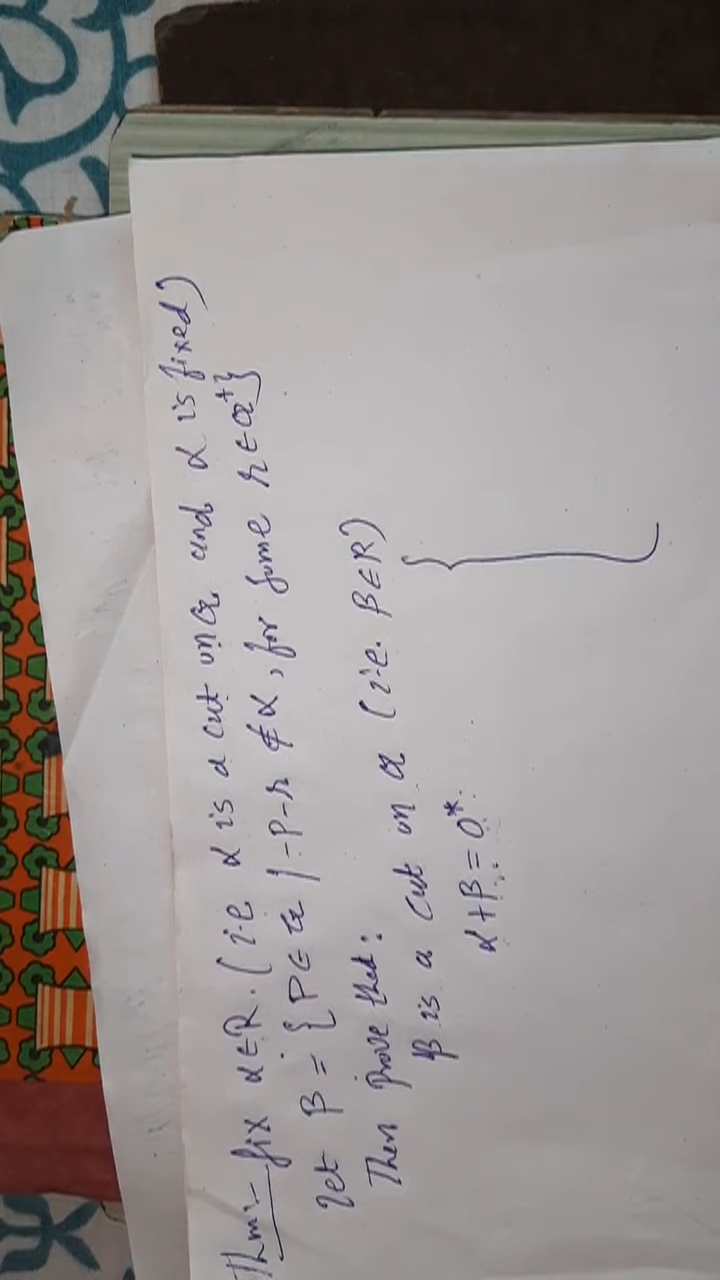 Thm:- fix α∈R. (i.e α is a cut on Q and α is fixed)
Let β = {P∈Q | -P-r ∉ α, for some r∈Q⁺}
Then prove that:
β is a cut on Q (i.e. β∈R)
α+β = 0*.